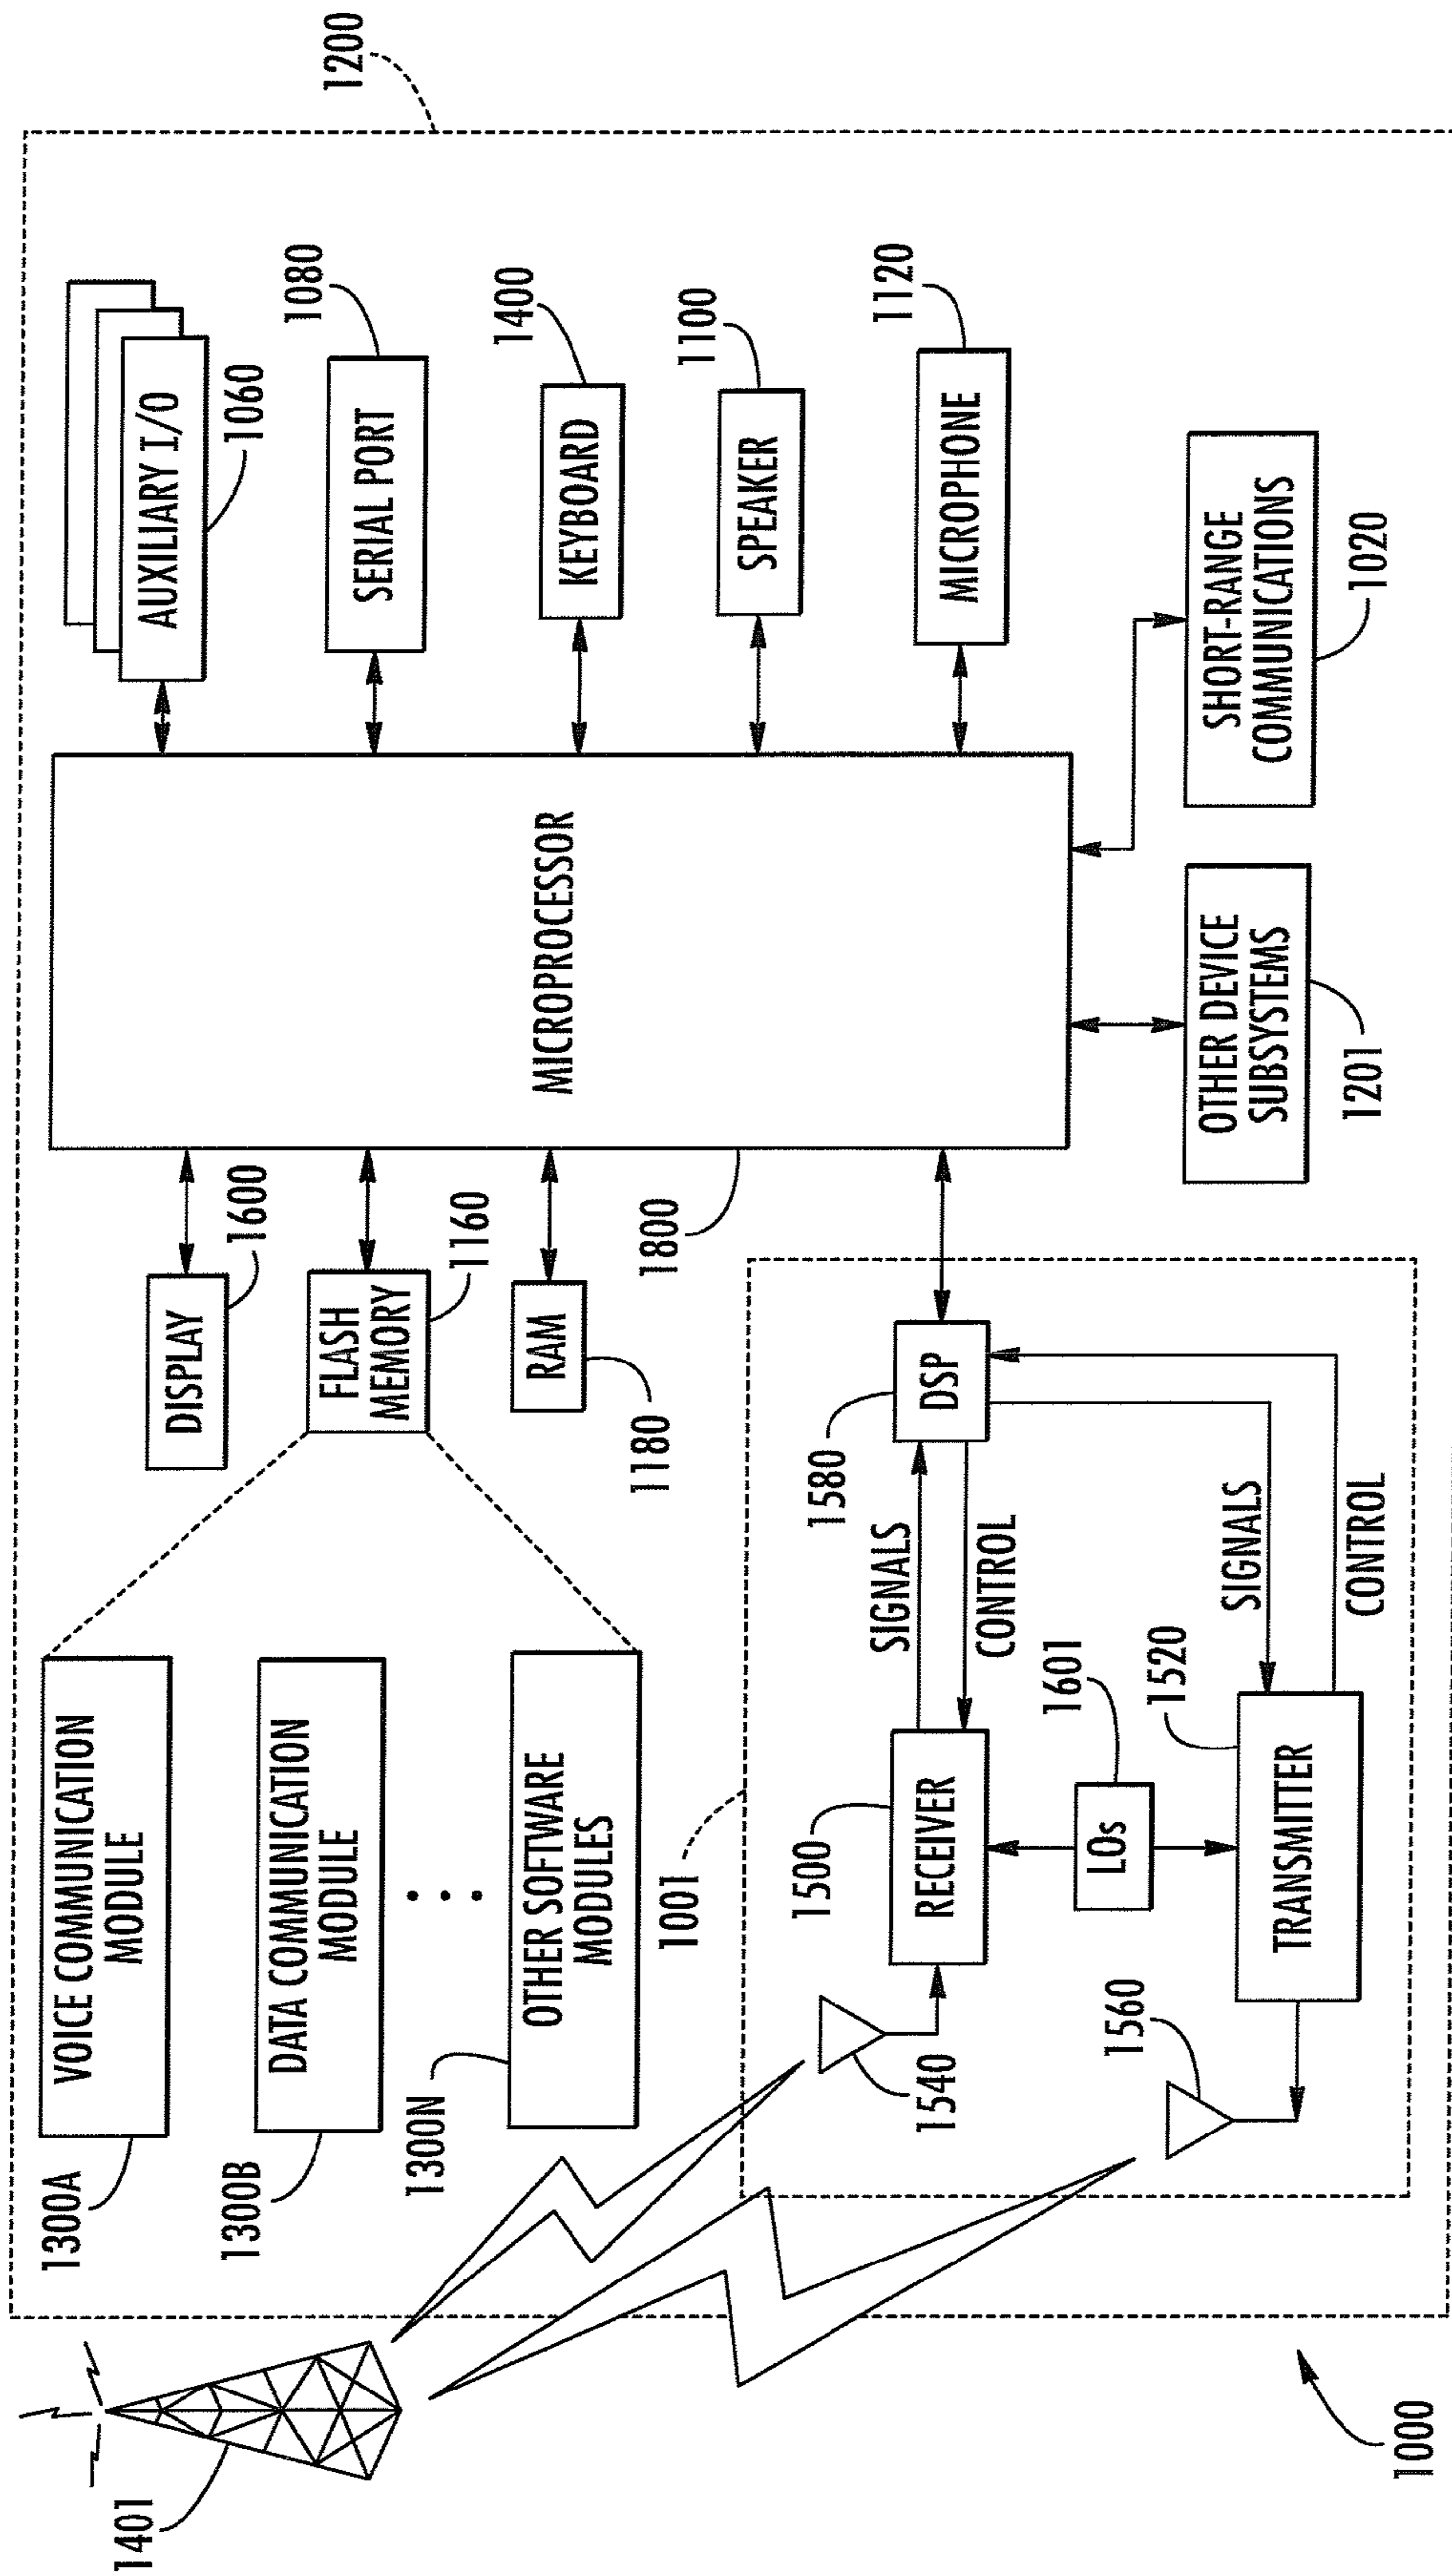 1200
AUXILIARY I/O
1060
SERIAL PORT
1080
KEYBOARD
1400
SPEAKER
1100
MICROPHONE
1120
SHORT-RANGE
COMMUNICATIONS
1020
OTHER DEVICE
SUBSYSTEMS
1201
MICROPROCESSOR
1800
DISPLAY
1600
FLASH
MEMORY
1160
RAM
1180
VOICE COMMUNICATION
MODULE
1300A
DATA COMMUNICATION
MODULE
1300B
OTHER SOFTWARE
MODULES
1300N
1001
DSP
1580
SIGNALS
CONTROL
SIGNALS
CONTROL
RECEIVER
1500
LOs
1601
TRANSMITTER
1520
1540
1560
1401
1000